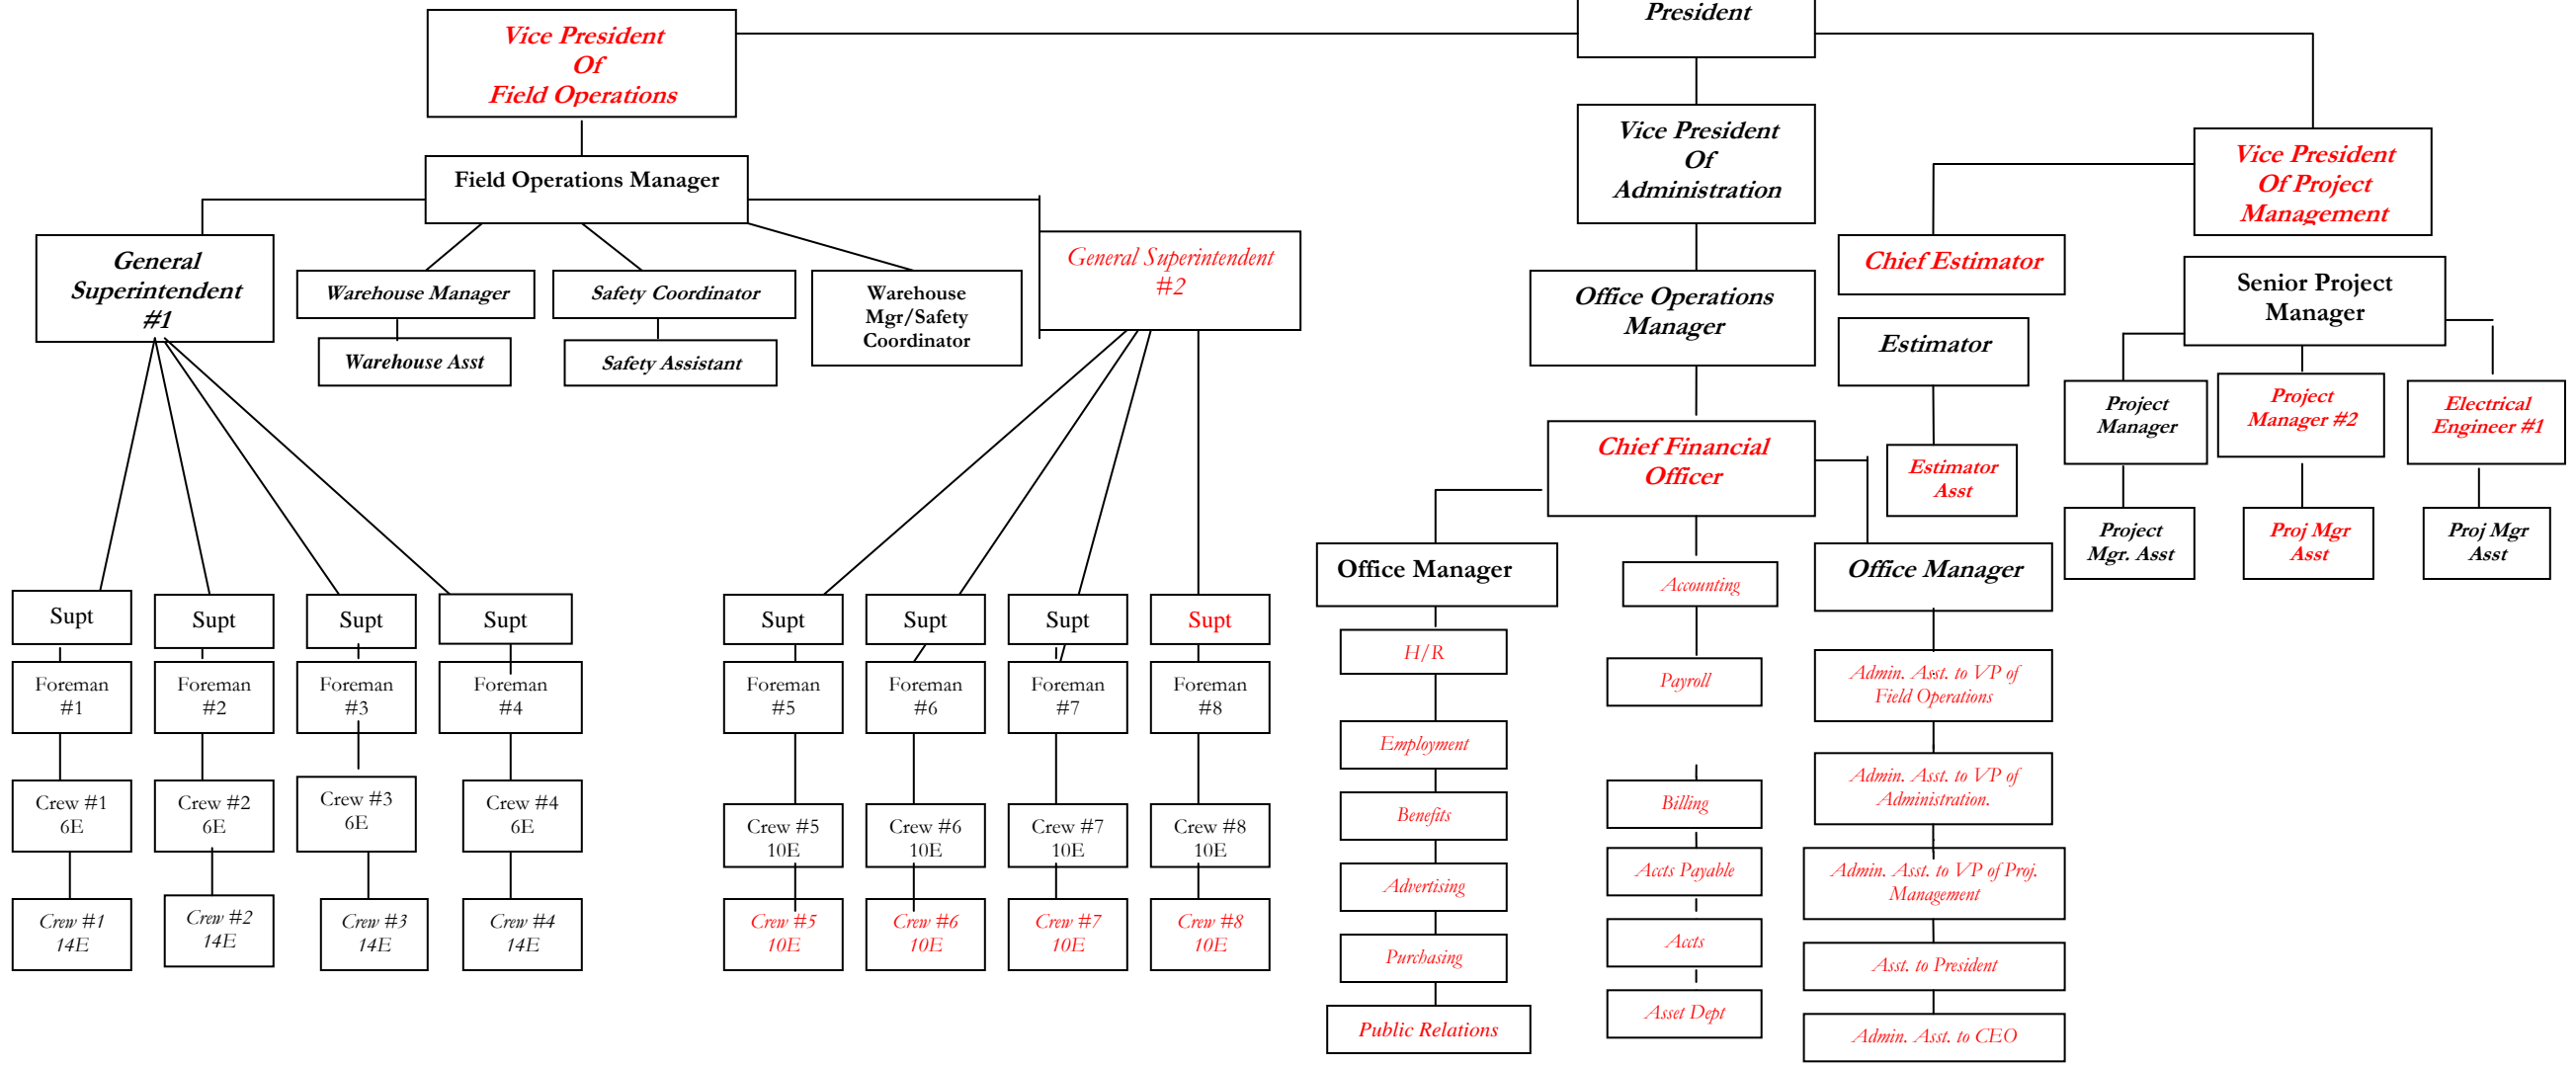 President
Vice President
Of
Field Operations
Vice President
Of
Administration
Vice President
Of Project
Management
Field Operations Manager
General
Superintendent
#1
Warehouse Manager
Safety Coordinator
Warehouse
Mgr/Safety
Coordinator
General Superintendent
#2
Warehouse Asst
Safety Assistant
Office Operations
Manager
Chief Estimator
Senior Project
Manager
Estimator
Chief Financial
Officer
Estimator
Asst
Project
Manager
Project
Manager #2
Electrical
Engineer #1
Project
Mgr. Asst
Proj Mgr
Asst
Proj Mgr
Asst
Supt
Supt
Supt
Supt
Supt
Supt
Supt
Supt
Foreman
#1
Foreman
#2
Foreman
#3
Foreman
#4
Foreman
#5
Foreman
#6
Foreman
#7
Foreman
#8
Crew #1
6E
Crew #2
6E
Crew #3
6E
Crew #4
6E
Crew #5
10E
Crew #6
10E
Crew #7
10E
Crew #8
10E
Crew #1
14E
Crew #2
14E
Crew #3
14E
Crew #4
14E
Crew #5
10E
Crew #6
10E
Crew #7
10E
Crew #8
10E
Office Manager
H/R
Employment
Benefits
Advertising
Purchasing
Public Relations
Accounting
Payroll
Billing
Accts Payable
Accts
Asset Dept
Office Manager
Admin. Asst. to VP of
Field Operations
Admin. Asst. to VP of
Administration.
Admin. Asst. to VP of Proj.
Management
Asst. to President
Admin. Asst. to CEO